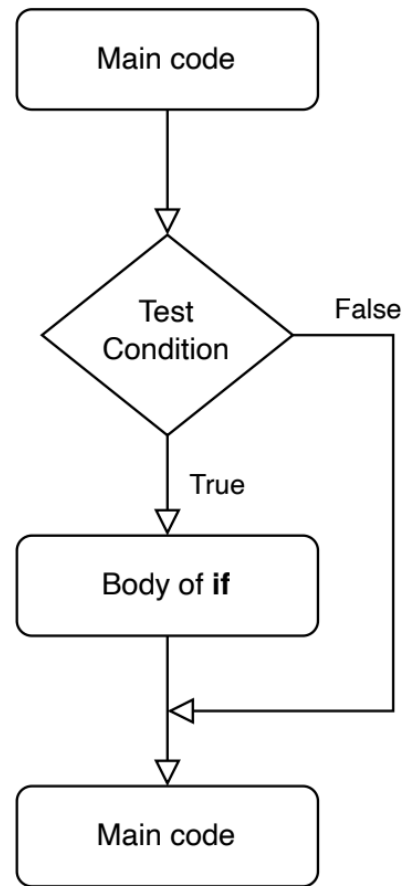 Main code
Test
Condition
False
True
Body of if
Main code